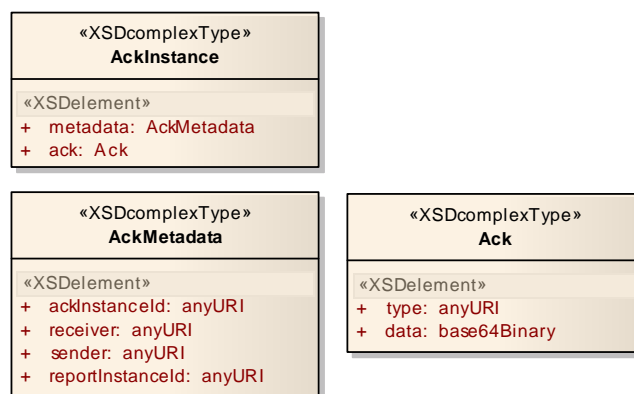 «XSDcomplexType»
AckInstance
«XSDelement»
+ metadata: AckMetadata
+ ack: Ack
«XSDcomplexType»
AckMetadata
«XSDelement»
+ ackInstanceId: anyURI
+ receiver: anyURI
+ sender: anyURI
+ reportInstanceId: anyURI
«XSDcomplexType»
Ack
«XSDelement»
+ type: anyURI
+ data: base64Binary